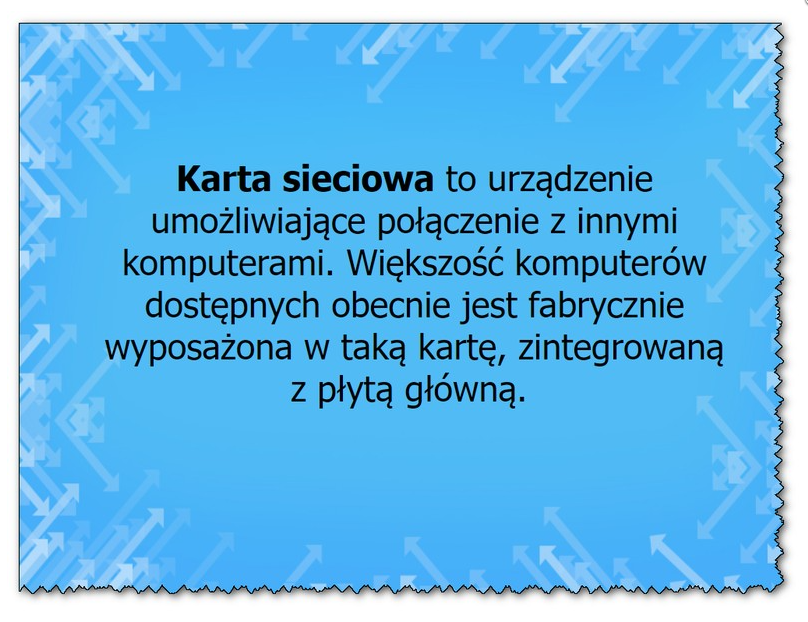 Karta sieciowa to urządzenie
umożliwiające połączenie z innymi
komputerami. Większość komputerów
dostępnych obecnie jest fabrycznie
wyposażona w taką kartę, zintegrowaną
z płytą główną.